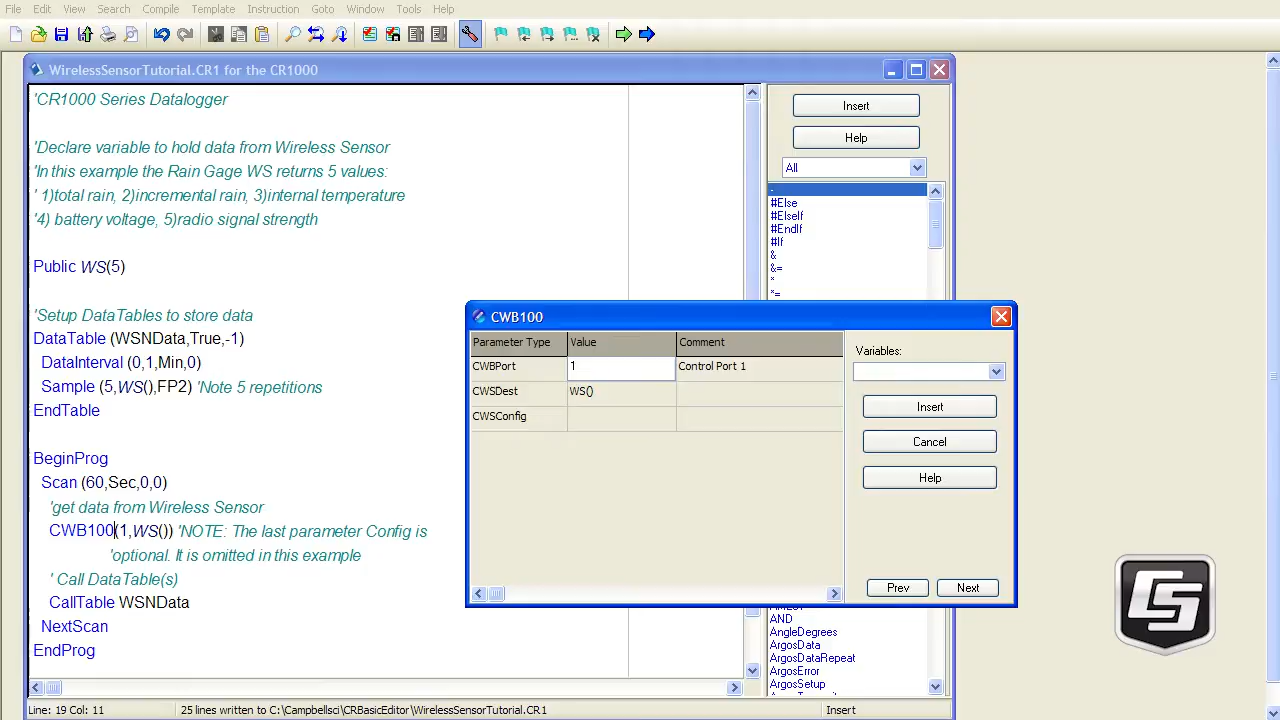 File Edit View Search Compile Template Instruction Goto Window Tools Help
WirelessSensorTutorial.CR1 for the CR1000
'CR1000 Series Datalogger
'Declare variable to hold data from Wireless Sensor
'In this example the Rain Gage WS returns 5 values:
' 1)total rain, 2)incremental rain, 3)internal temperature
'4) battery voltage, 5)radio signal strength
Public WS(5)
'Setup DataTables to store data
DataTable (WSNData,True,-1)
DataInterval (0,1,Min,0)
Sample (5,WS(),FP2) 'Note 5 repetitions
EndTable
BeginProg
Scan (60,Sec,0,0)
'get data from Wireless Sensor
CWB100(1,WS()) 'NOTE: The last parameter Config is
'optional. It is omitted in this example
' Call DataTable(s)
CallTable WSNData
NextScan
EndProg
Insert
Help
All
-
#Else
#ElseIf
#EndIf
#If
&
&=
*
*=
CWB100
Parameter Type Value Comment
CWBPort 1 Control Port 1
CWSDest WS()
CWSConfig
Variables:
Insert
Cancel
Help
Prev Next
AND
AngleDegrees
ArgosData
ArgosDataRepeat
ArgosError
ArgosSetup
CS
Line: 19 Col: 11 25 lines written to C:\Campbellsci\CRBasicEditor\WirelessSensorTutorial.CR1 Insert